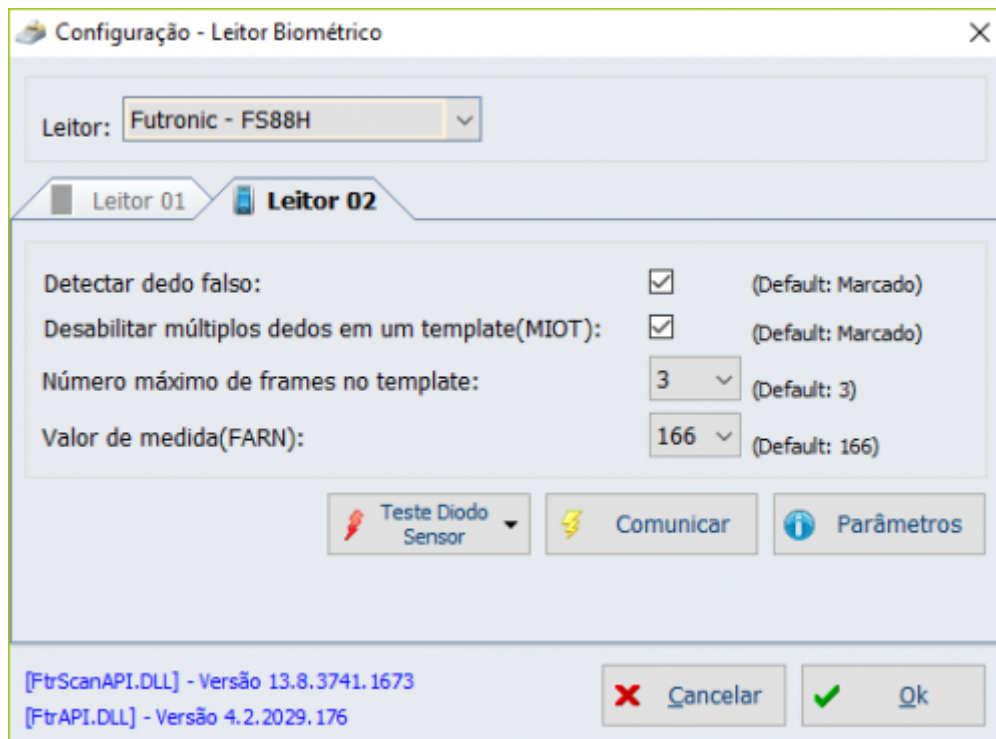 Configuração - Leitor Biométrico
Leitor: Futronic - FS88H
Leitor 01 Leitor 02
Detectar dedo falso: (Default: Marcado)
Desabilitar múltiplos dedos em um template(MIOT): (Default: Marcado)
Número máximo de frames no template: 3 (Default: 3)
Valor de medida(FARN): 166 (Default: 166)
Teste Diodo
Sensor
Comunicar
Parâmetros
[FtrScanAPI.DLL] - Versão 13.8.3741.1673
[FtrAPI.DLL] - Versão 4.2.2029.176
Cancelar
Ok